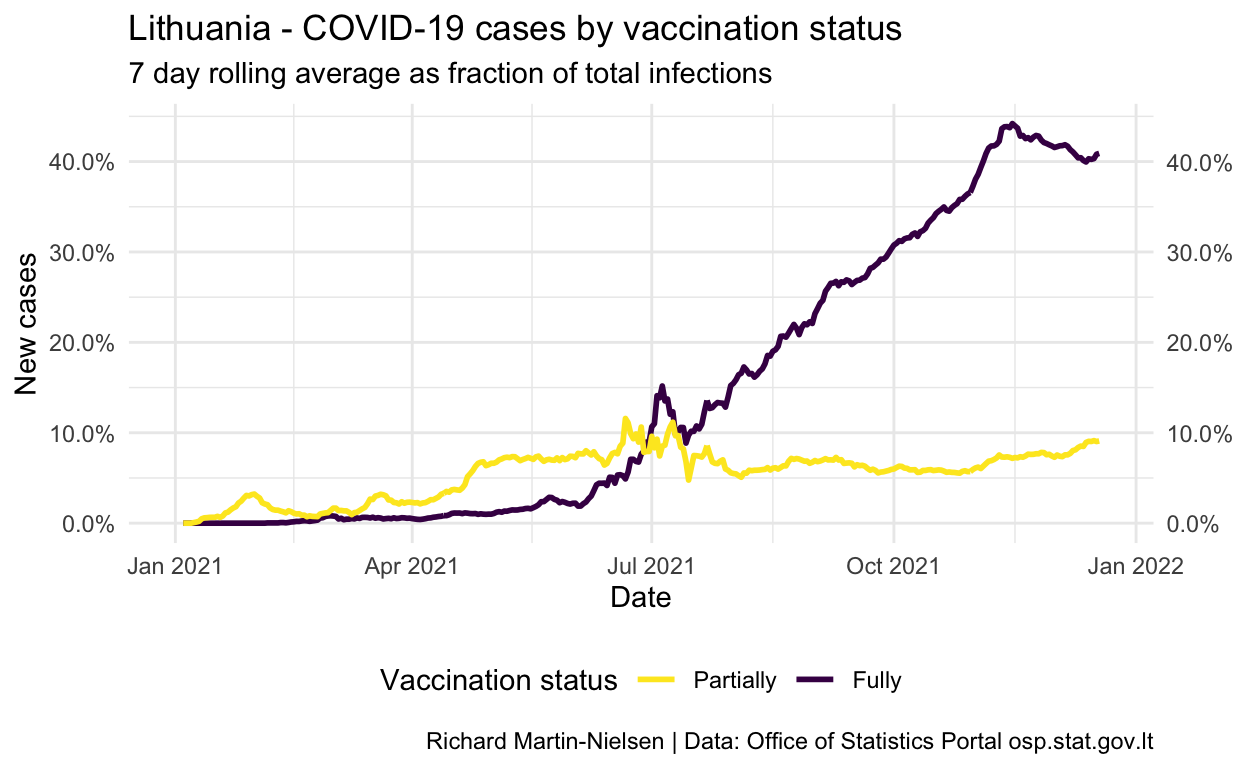 Lithuania - COVID-19 cases by vaccination status
7 day rolling average as fraction of total infections
New cases
40.0%
30.0%
20.0%
10.0%
0.0%
40.0%
30.0%
20.0%
10.0%
0.0%
Jan 2021 Apr 2021 Jul 2021 Oct 2021 Jan 2022
Date
Vaccination status Partially Fully
Richard Martin-Nielsen | Data: Office of Statistics Portal osp.stat.gov.lt